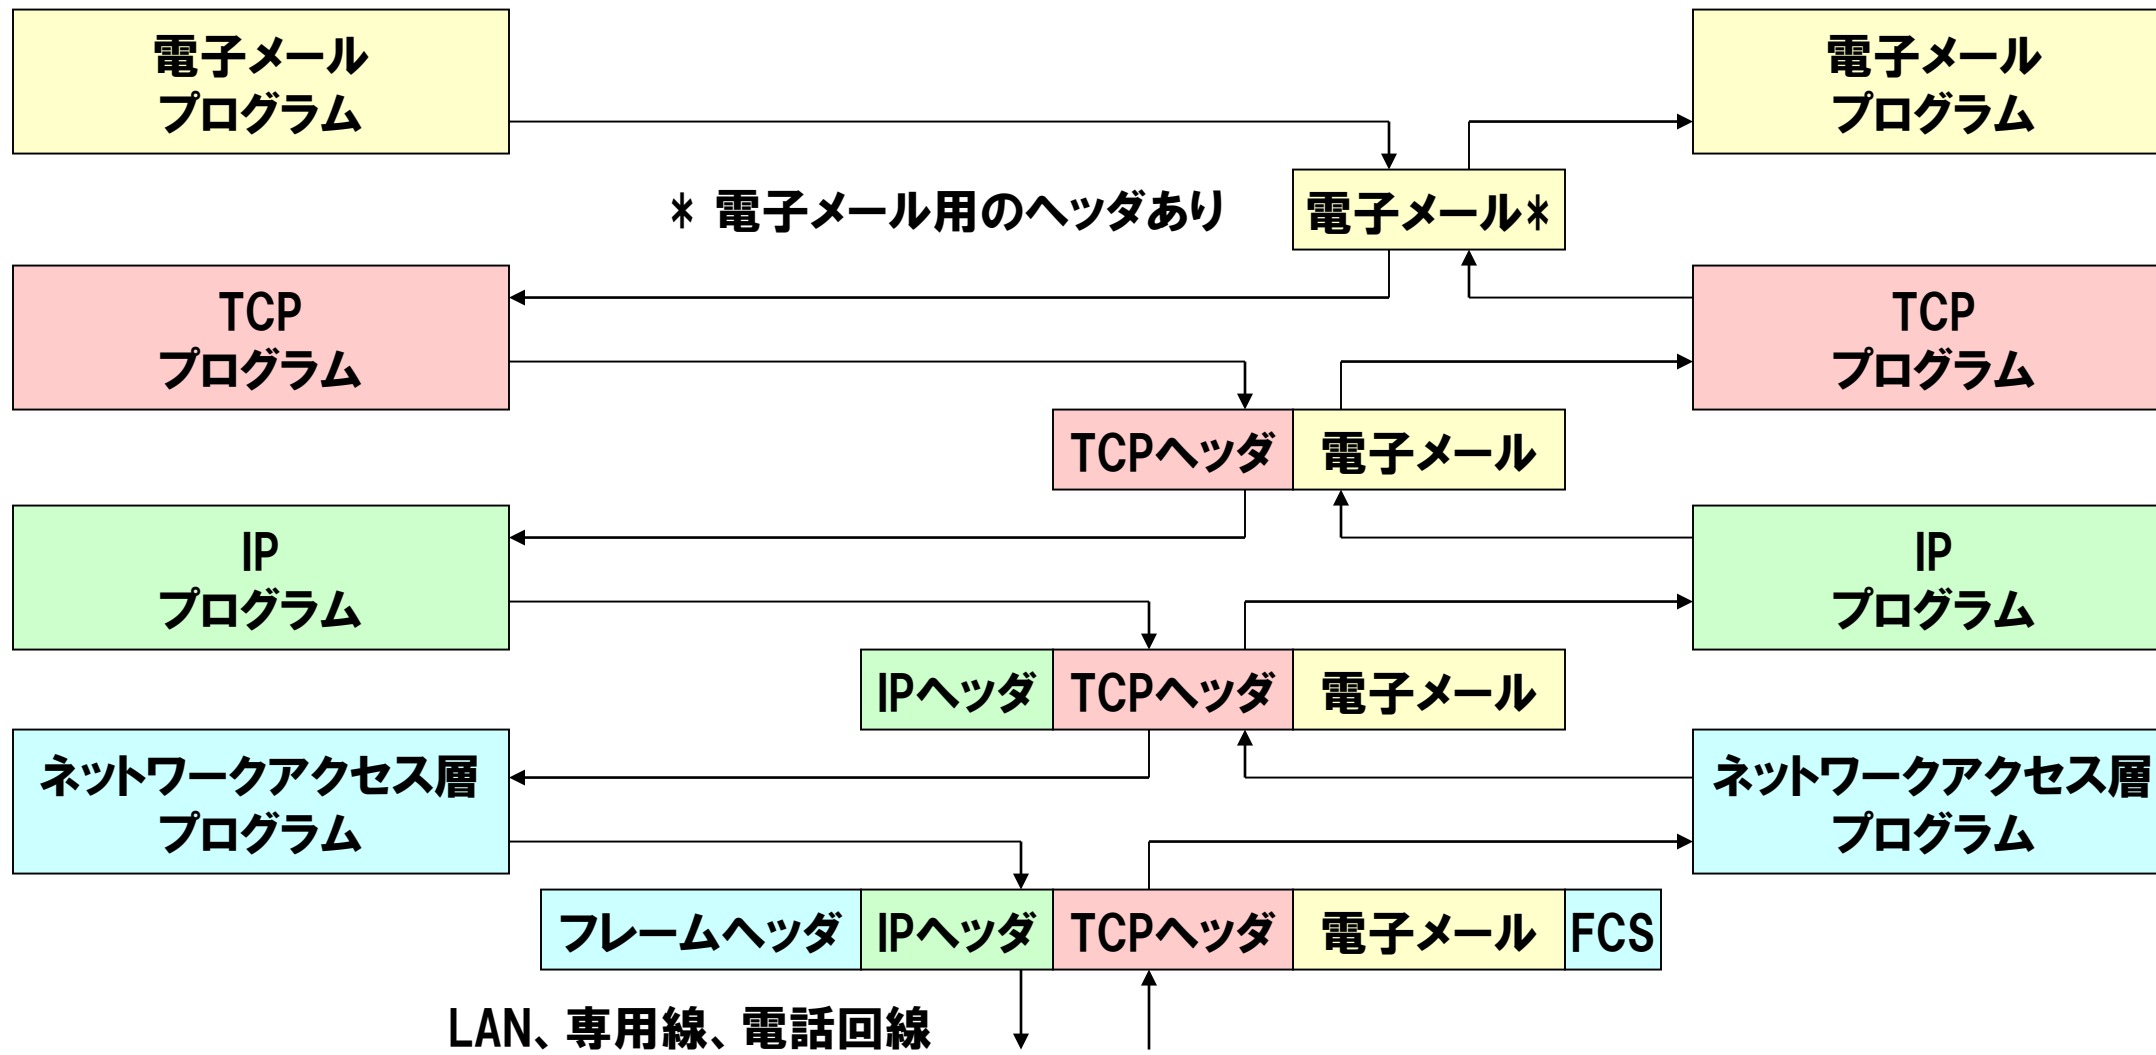 電子メール
プログラム
電子メール
プログラム
＊ 電子メール用のヘッダあり
電子メール＊
TCP
プログラム
TCP
プログラム
TCPヘッダ 電子メール
IP
プログラム
IP
プログラム
IPヘッダ TCPヘッダ 電子メール
ネットワークアクセス層
プログラム
ネットワークアクセス層
プログラム
フレームヘッダ IPヘッダ TCPヘッダ 電子メール FCS
LAN、専用線、電話回線